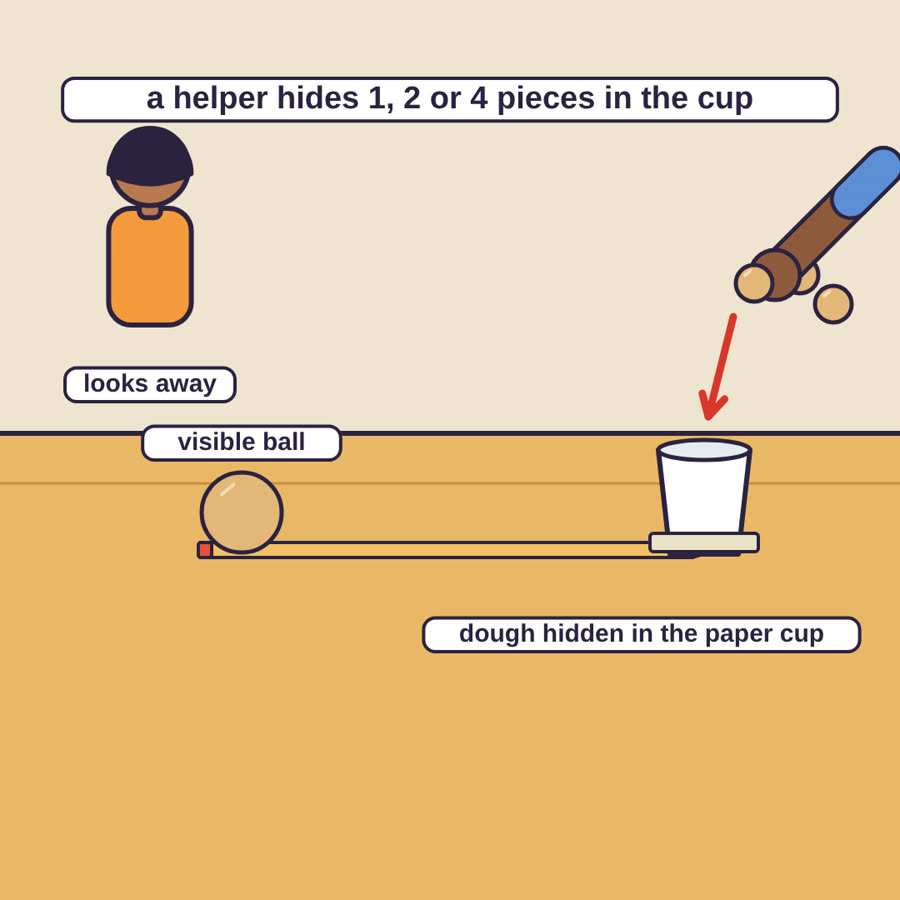 a helper hides 1, 2 or 4 pieces in the cup
looks away
visible ball
dough hidden in the paper cup